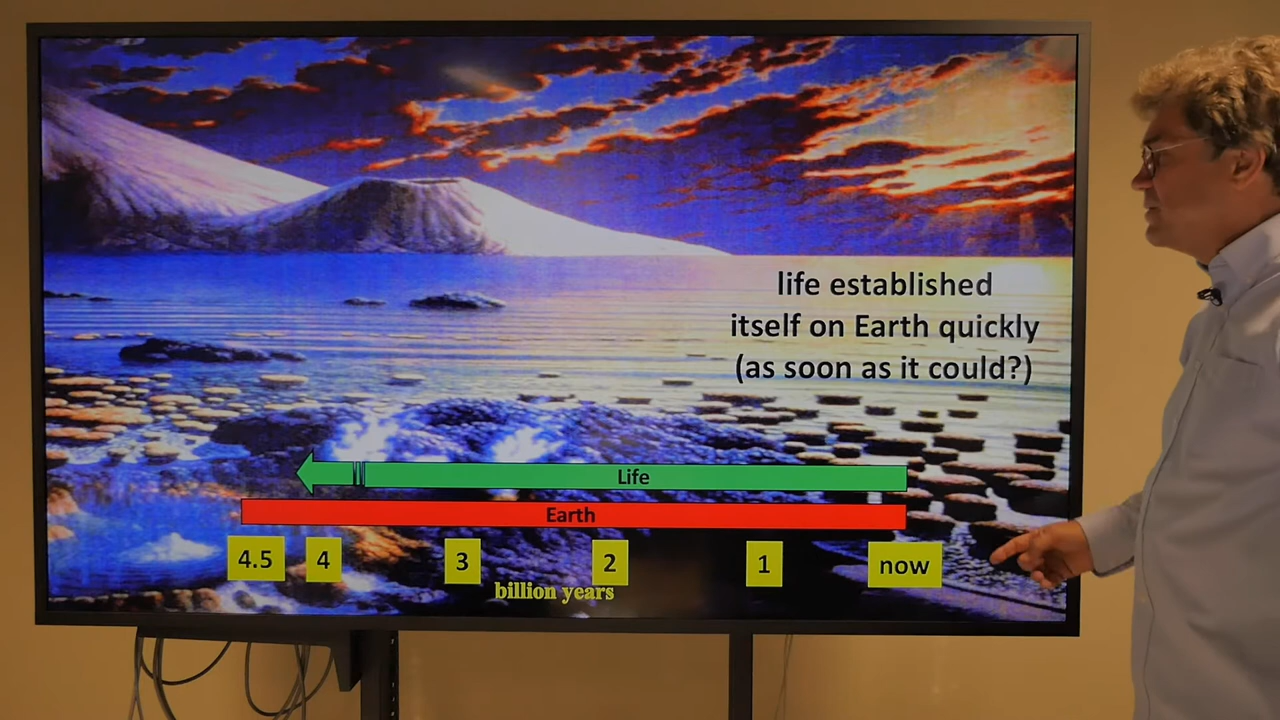 life established
itself on Earth quickly
(as soon as it could?)
Life
Earth
4.5 4 3 2 1 now
billion years